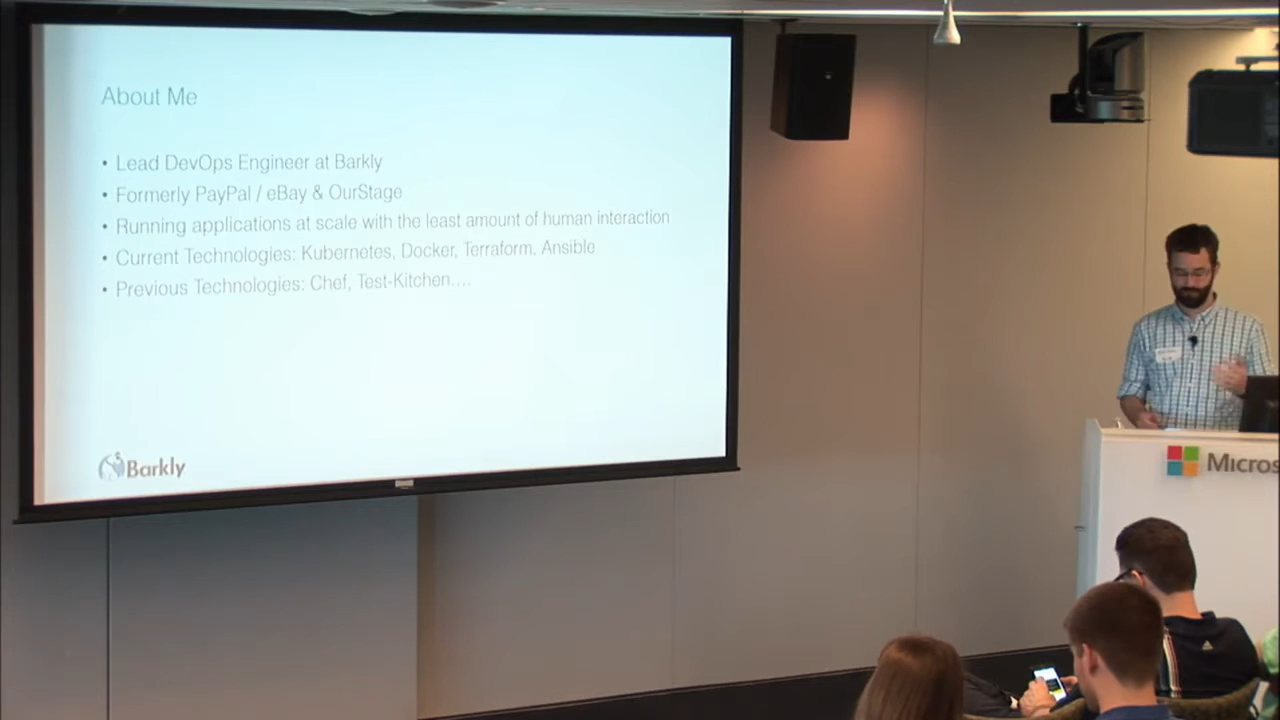 About Me
• Lead DevOps Engineer at Barkly
• Formerly PayPal / eBay & OurStage
• Running applications at scale with the least amount of human interaction
• Current Technologies: Kubernetes, Docker, Terraform, Ansible
• Previous Technologies: Chef, Test-Kitchen....
Barkly
Micros